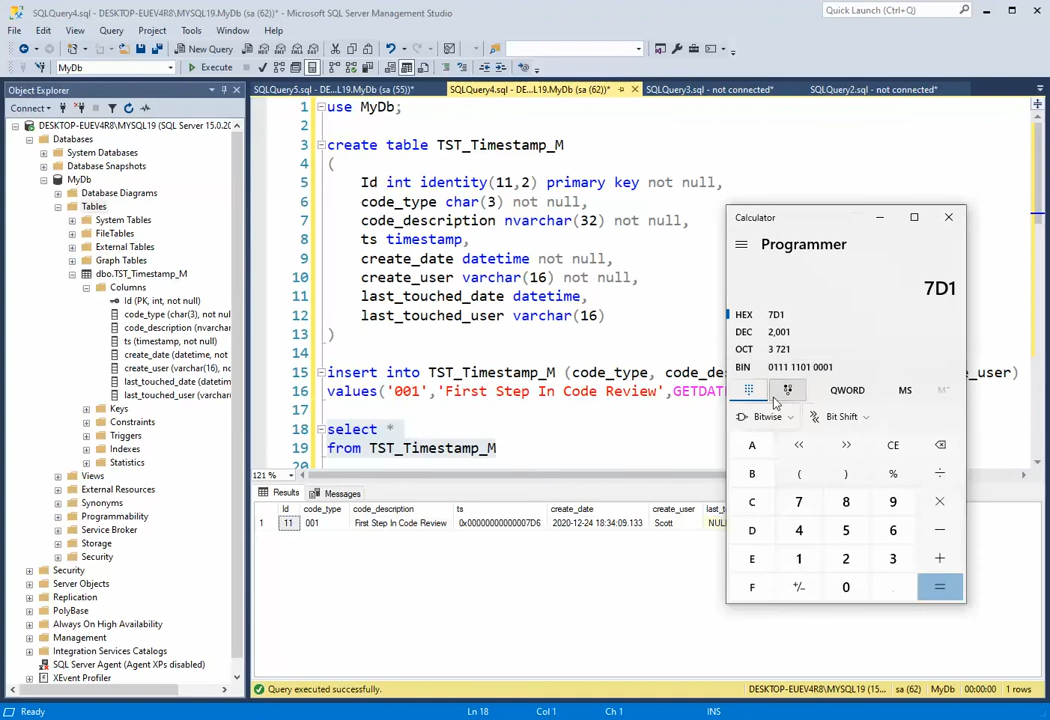 SQLQuery4.sql - DESKTOP-EUEV4R8\MYSQL19.MyDb (sa (62))* - Microsoft SQL Server Management Studio
Quick Launch (Ctrl+Q)
File Edit View Query Project Tools Window Help
New Query
MyDb Execute
Object Explorer
SQLQuery5.sql - DE...L19.MyDb (sa (55))* SQLQuery4.sql - DE...L19.MyDb (sa (62))* SQLQuery3.sql - not connected* SQLQuery2.sql - not connected*
Connect
DESKTOP-EUEV4R8\MYSQL19 (SQL Server 15.0.20
Databases
System Databases
Database Snapshots
MyDb
Database Diagrams
Tables
System Tables
FileTables
External Tables
Graph Tables
dbo.TST_Timestamp_M
Columns
Id (PK, int, not null)
code_type (char(3), not null)
code_description (nvarchar
ts (timestamp, not null)
create_date (datetime, not
create_user (varchar(16), no
last_touched_date (datetim
last_touched_user (varchar(
Keys
Constraints
Triggers
Indexes
Statistics
Views
External Resources
Synonyms
Programmability
Service Broker
Storage
Security
Security
Server Objects
Replication
PolyBase
Always On High Availability
Management
Integration Services Catalogs
SQL Server Agent (Agent XPs disabled)
XEvent Profiler
1 use MyDb;
2
3 create table TST_Timestamp_M
4 (
5 Id int identity(11,2) primary key not null,
6 code_type char(3) not null,
7 code_description nvarchar(32) not null,
8 ts timestamp,
9 create_date datetime not null,
10 create_user varchar(16) not null,
11 last_touched_date datetime,
12 last_touched_user varchar(16)
13 )
14
15 insert into TST_Timestamp_M (code_type, code_des
_user)
16 values('001','First Step In Code Review',GETDATE
17
18 select *
19 from TST_Timestamp_M
20
121 %
Results Messages
Id code_type code_description ts create_date create_user last_t
1 11 001 First Step In Code Review 0x00000000000007D6 2020-12-24 18:34:09.133 Scott NULL
Query executed successfully. DESKTOP-EUEV4R8\MYSQL19 (15... sa (62) MyDb 00:00:00 1 rows
Ready Ln 18 Col 1 Ch 1 INS
Calculator
Programmer
7D1
HEX 7D1
DEC 2,001
OCT 3 721
BIN 0111 1101 0001
QWORD MS M˅
Bitwise Bit Shift
A << >> CE
B ( ) % ÷
C 7 8 9 ×
D 4 5 6 −
E 1 2 3 +
F +/− 0 . =